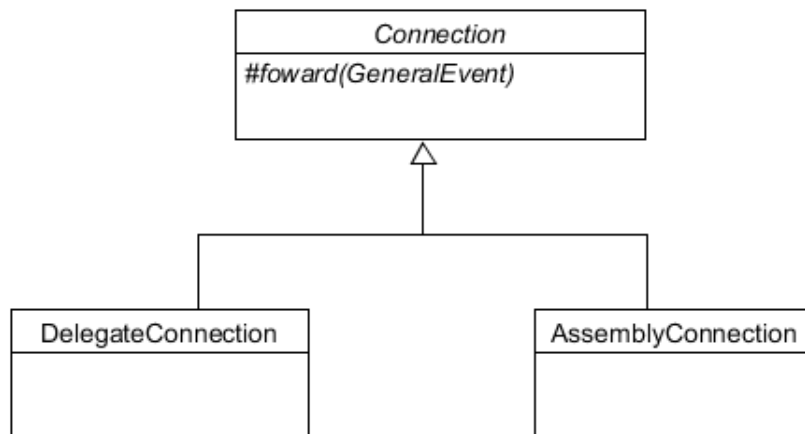 Connection
#foward(GeneralEvent)
DelegateConnection
AssemblyConnection